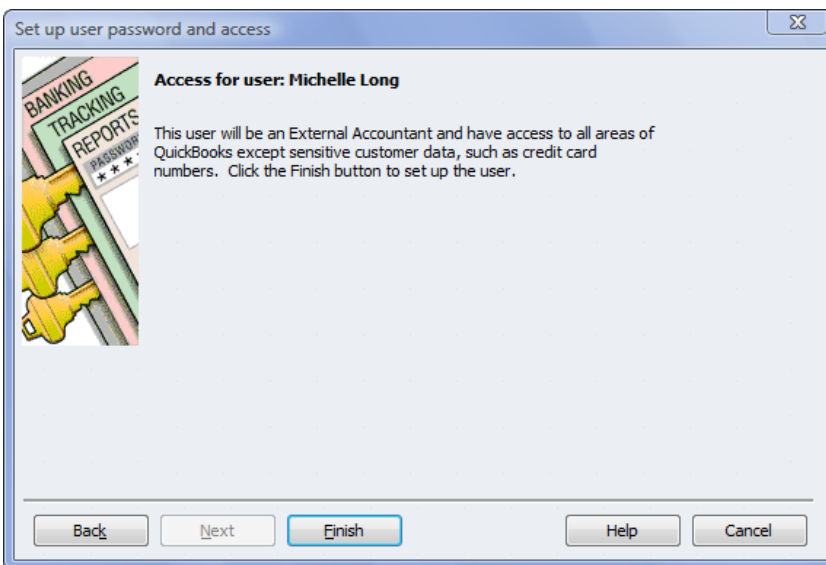 Set up user password and access
BANKING
TRACKING
REPORTS
PASSWOR
* * * *
Access for user: Michelle Long
This user will be an External Accountant and have access to all areas of
QuickBooks except sensitive customer data, such as credit card
numbers. Click the Finish button to set up the user.
Back
Next
Finish
Help
Cancel